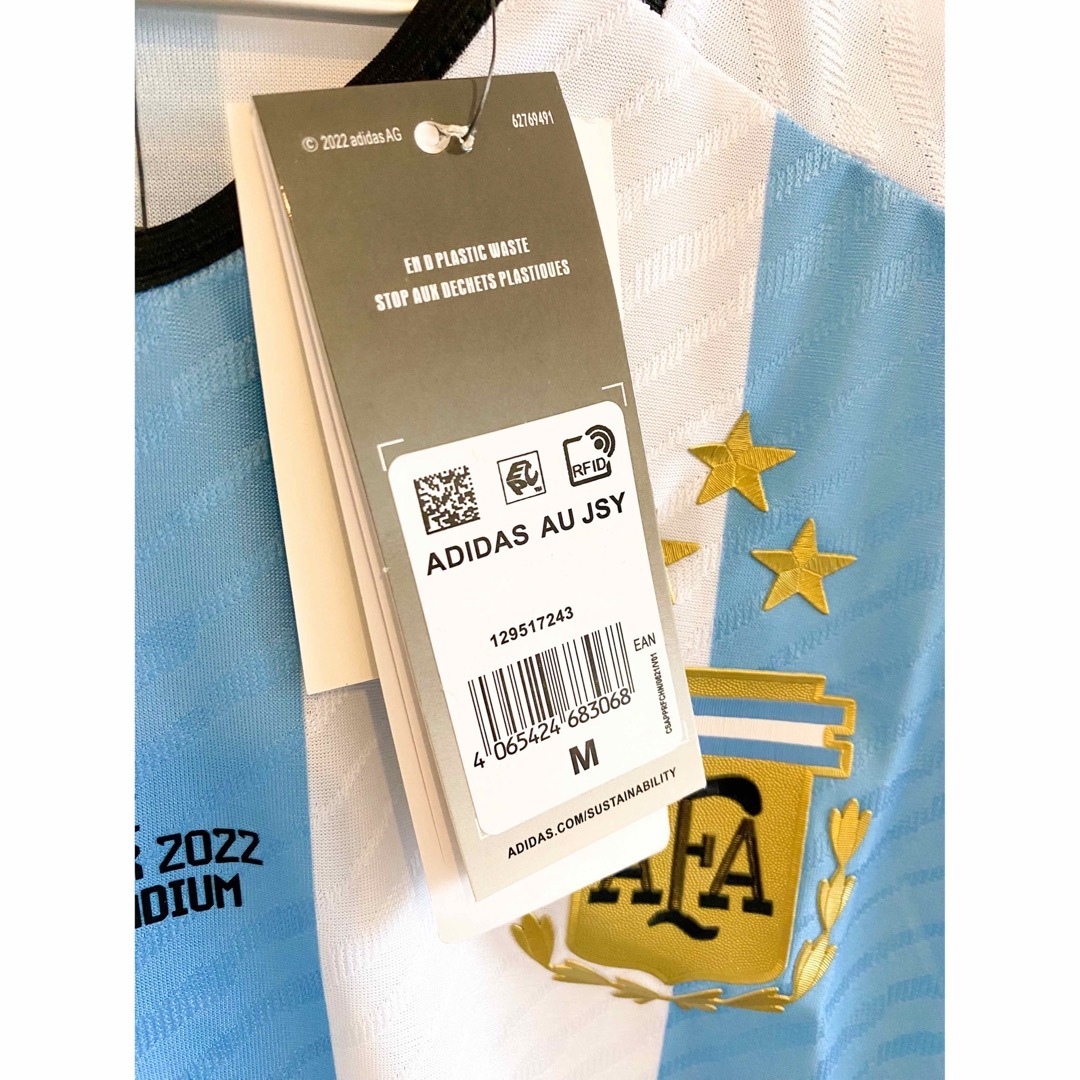 © 2022 adidas AG
62769491
EN D PLASTIC WASTE
STOP AUX DECHETS PLASTIQUES
RFID
ADIDAS AU JSY
129517243
EAN
4 065424 683068
M
ADIDAS.COM/SUSTAINABILITY
2022
AFA